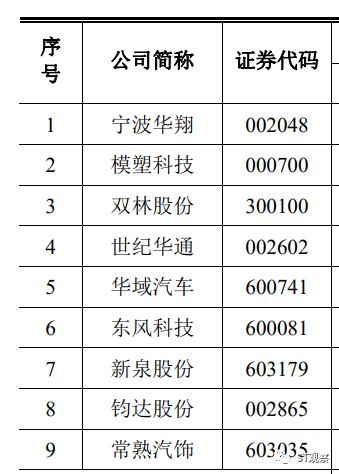 序号 公司简称 证券代码
1 宁波华翔 002048
2 模塑科技 000700
3 双林股份 300100
4 世纪华通 002602
5 华域汽车 600741
6 东风科技 600081
7 新泉股份 603179
8 钧达股份 002865
9 常熟汽饰 603035
ST观察